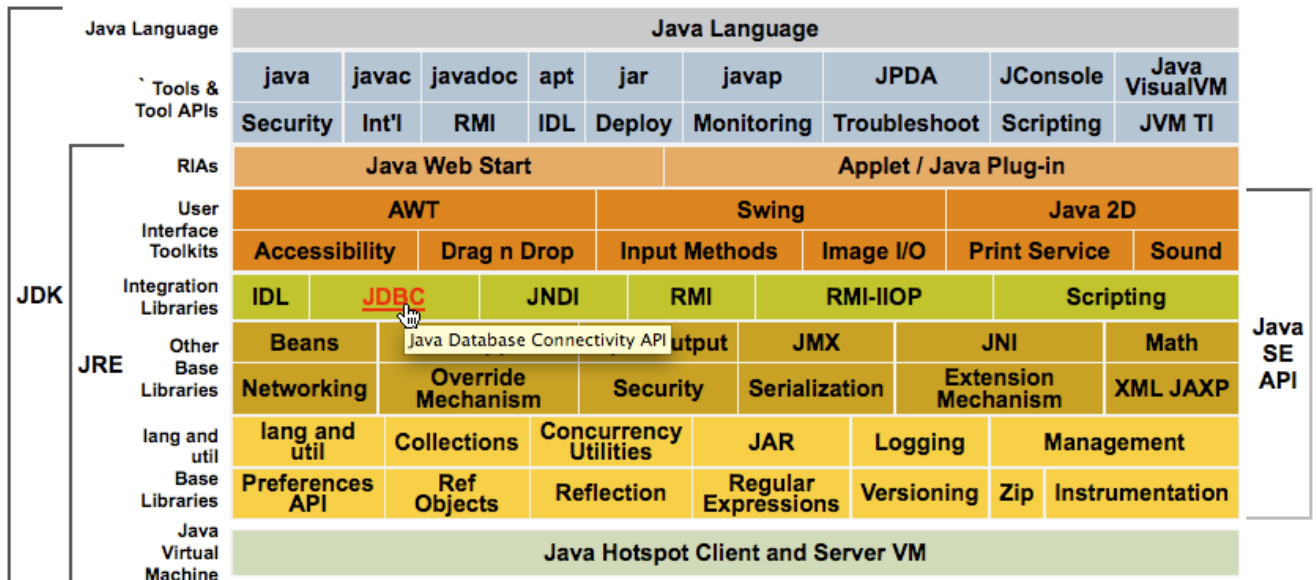 Java Language
Java Language
` Tools &
Tool APIs
java javac javadoc apt jar javap JPDA JConsole Java VisualVM
Security Int'l RMI IDL Deploy Monitoring Troubleshoot Scripting JVM TI
RIAs
Java Web Start Applet / Java Plug-in
User
Interface
Toolkits
AWT Swing Java 2D
Accessibility Drag n Drop Input Methods Image I/O Print Service Sound
JDK
Integration
Libraries
IDL JDBC JNDI RMI RMI-IIOP Scripting
Java Database Connectivity API
JRE
Other
Base
Libraries
Beans utput JMX JNI Math
Networking Override Mechanism Security Serialization Extension Mechanism XML JAXP
Java
SE
API
lang and
util
Base
Libraries
lang and util Collections Concurrency Utilities JAR Logging Management
Preferences API Ref Objects Reflection Regular Expressions Versioning Zip Instrumentation
Java
Virtual
Machine
Java Hotspot Client and Server VM